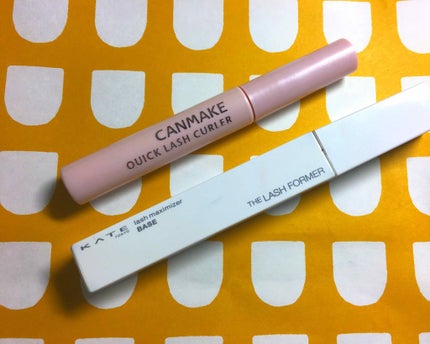 CANMAKE
QUICK LASH CURLER
KATE
TOKYO
lash maximizer
BASE
THE LASH FORMER